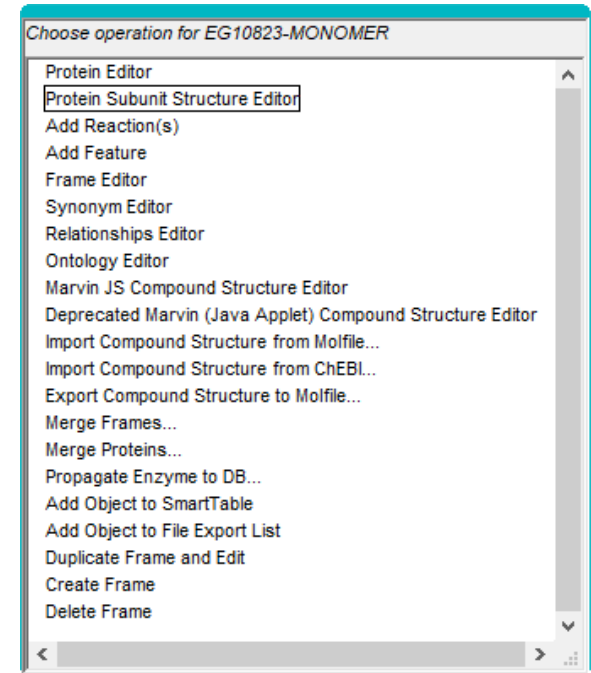 Choose operation for EG10823-MONOMER
Protein Editor
Protein Subunit Structure Editor
Add Reaction(s)
Add Feature
Frame Editor
Synonym Editor
Relationships Editor
Ontology Editor
Marvin JS Compound Structure Editor
Deprecated Marvin (Java Applet) Compound Structure Editor
Import Compound Structure from Molfile...
Import Compound Structure from ChEBI...
Export Compound Structure to Molfile...
Merge Frames...
Merge Proteins...
Propagate Enzyme to DB...
Add Object to SmartTable
Add Object to File Export List
Duplicate Frame and Edit
Create Frame
Delete Frame